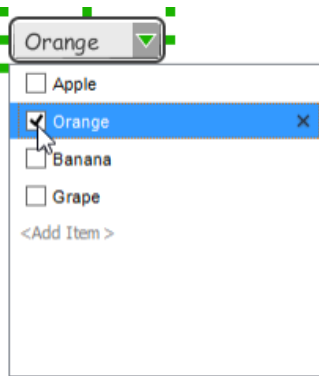 Orange
Apple
Orange
Banana
Grape
<Add Item >